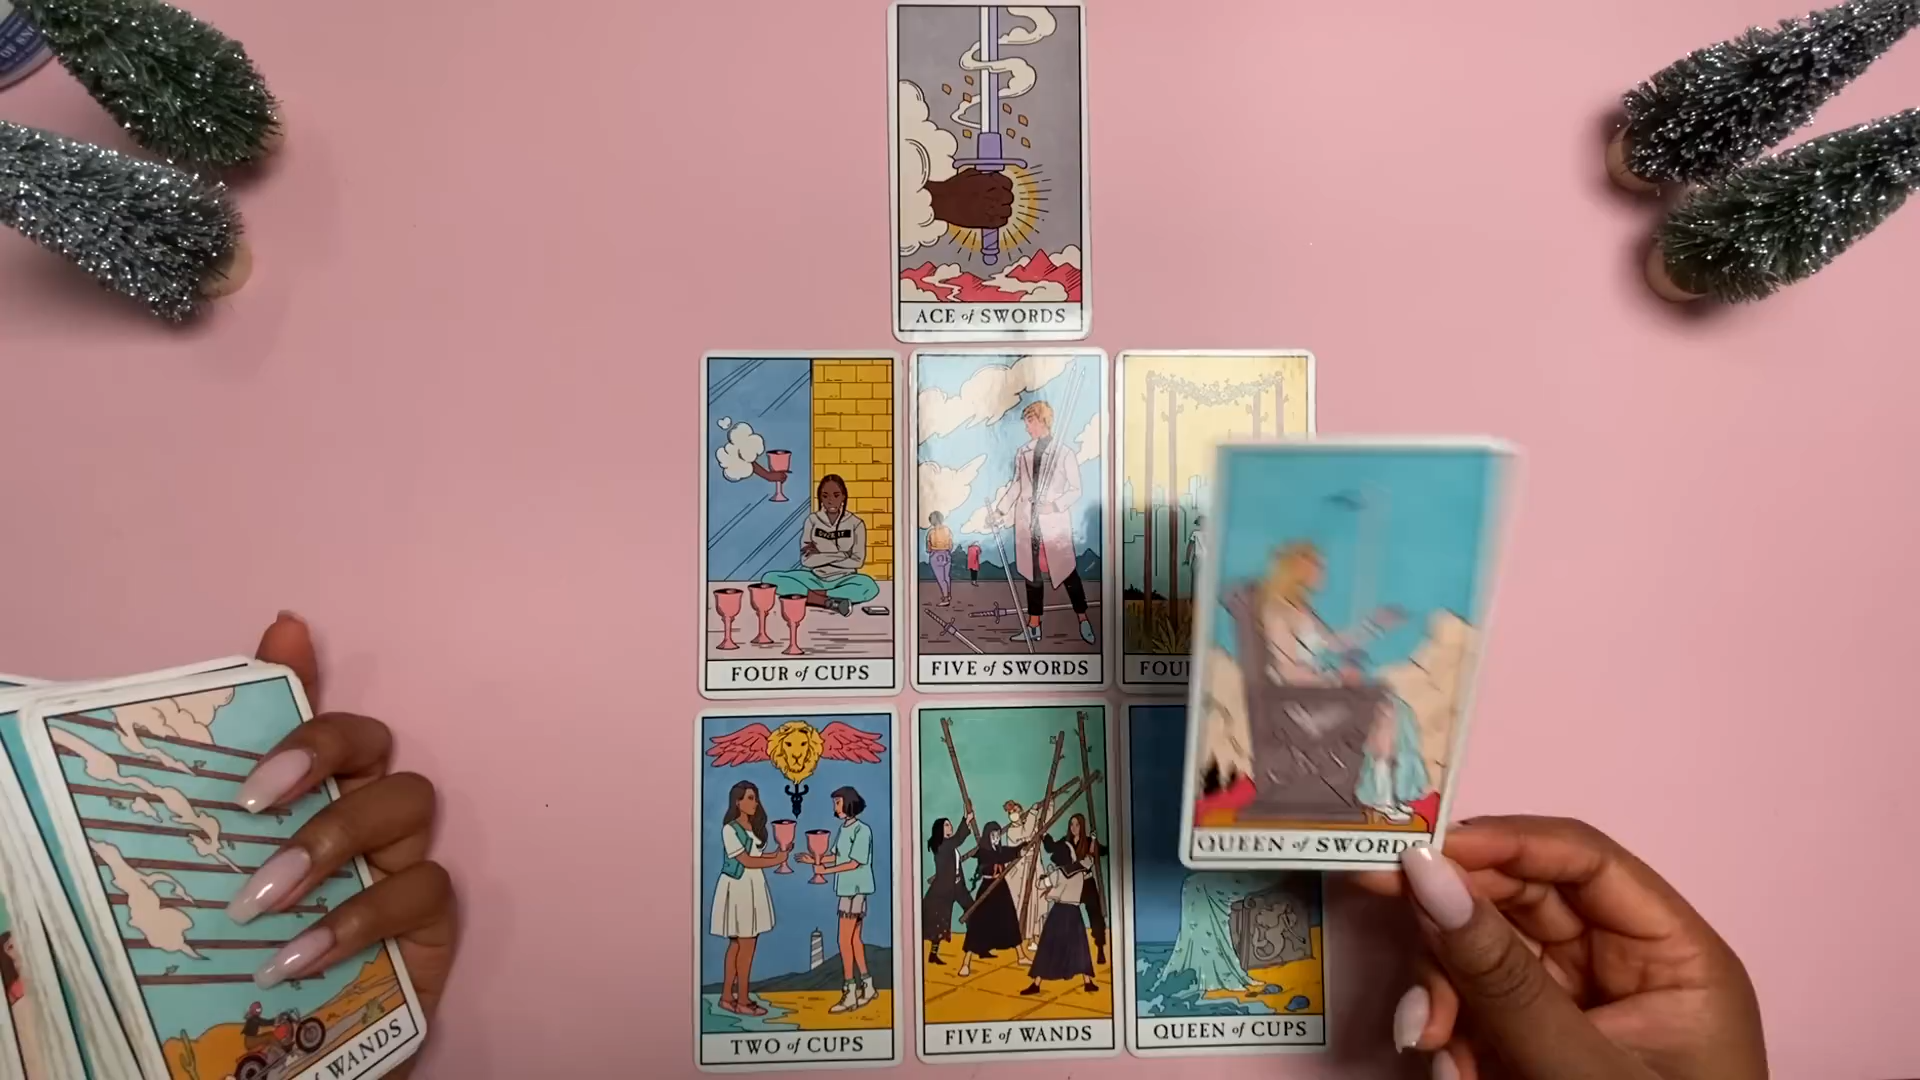 ACE of SWORDS
FOUR of CUPS
FIVE of SWORDS
FOU
QUEEN of SWORDS
TWO of CUPS
FIVE of WANDS
QUEEN of CUPS
of WANDS